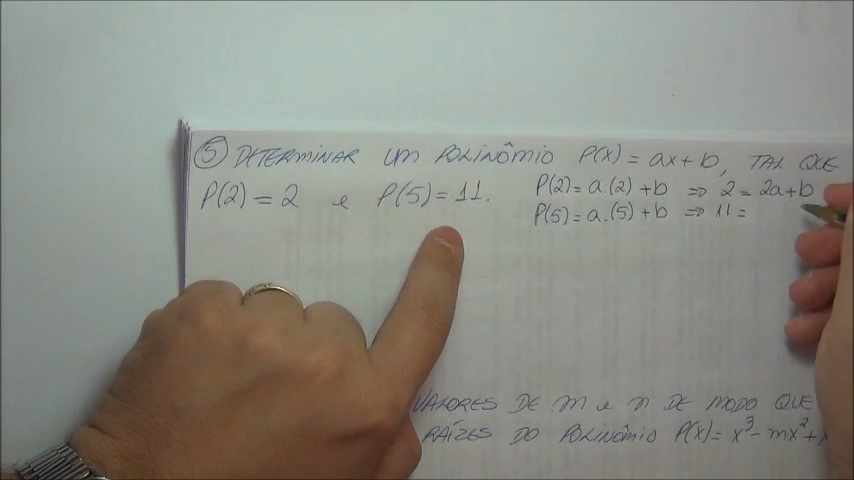 ⑤ DETERMINAR UM POLINÔMIO P(x) = ax + b, TAL QUE
P(2) = 2 e P(5) = 11.
P(2) = a.(2) + b ⇒ 2 = 2a + b
P(5) = a.(5) + b ⇒ 11 =
VALORES DE m e n DE MODO QUE
RAÍZES DO POLINÔMIO P(x) = x³ - mx² +